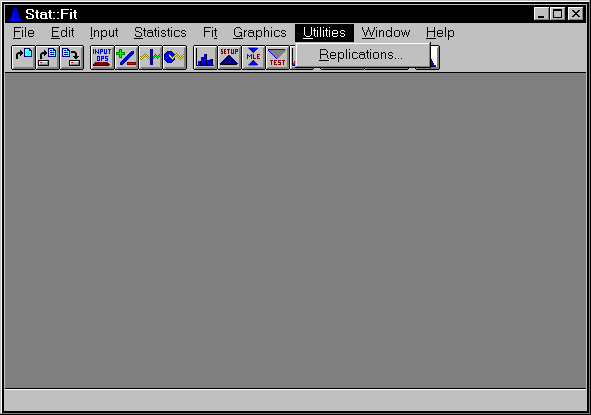 Stat::Fit
File Edit Input Statistics Fit Graphics Utilities Window Help
INPUT OPS SETUP MLE TEST
Replications...